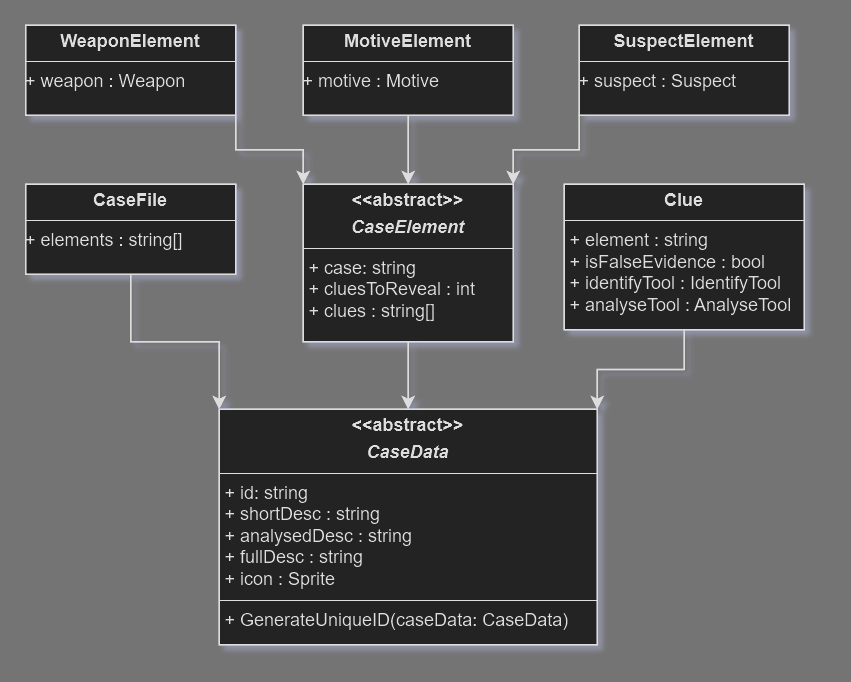 WeaponElement
+ weapon : Weapon
MotiveElement
+ motive : Motive
SuspectElement
+ suspect : Suspect
CaseFile
+ elements : string[]
<<abstract>>
CaseElement
+ case: string
+ cluesToReveal : int
+ clues : string[]
Clue
+ element : string
+ isFalseEvidence : bool
+ identifyTool : IdentifyTool
+ analyseTool : AnalyseTool
<<abstract>>
CaseData
+ id: string
+ shortDesc : string
+ analysedDesc : string
+ fullDesc : string
+ icon : Sprite
+ GenerateUniqueID(caseData: CaseData)